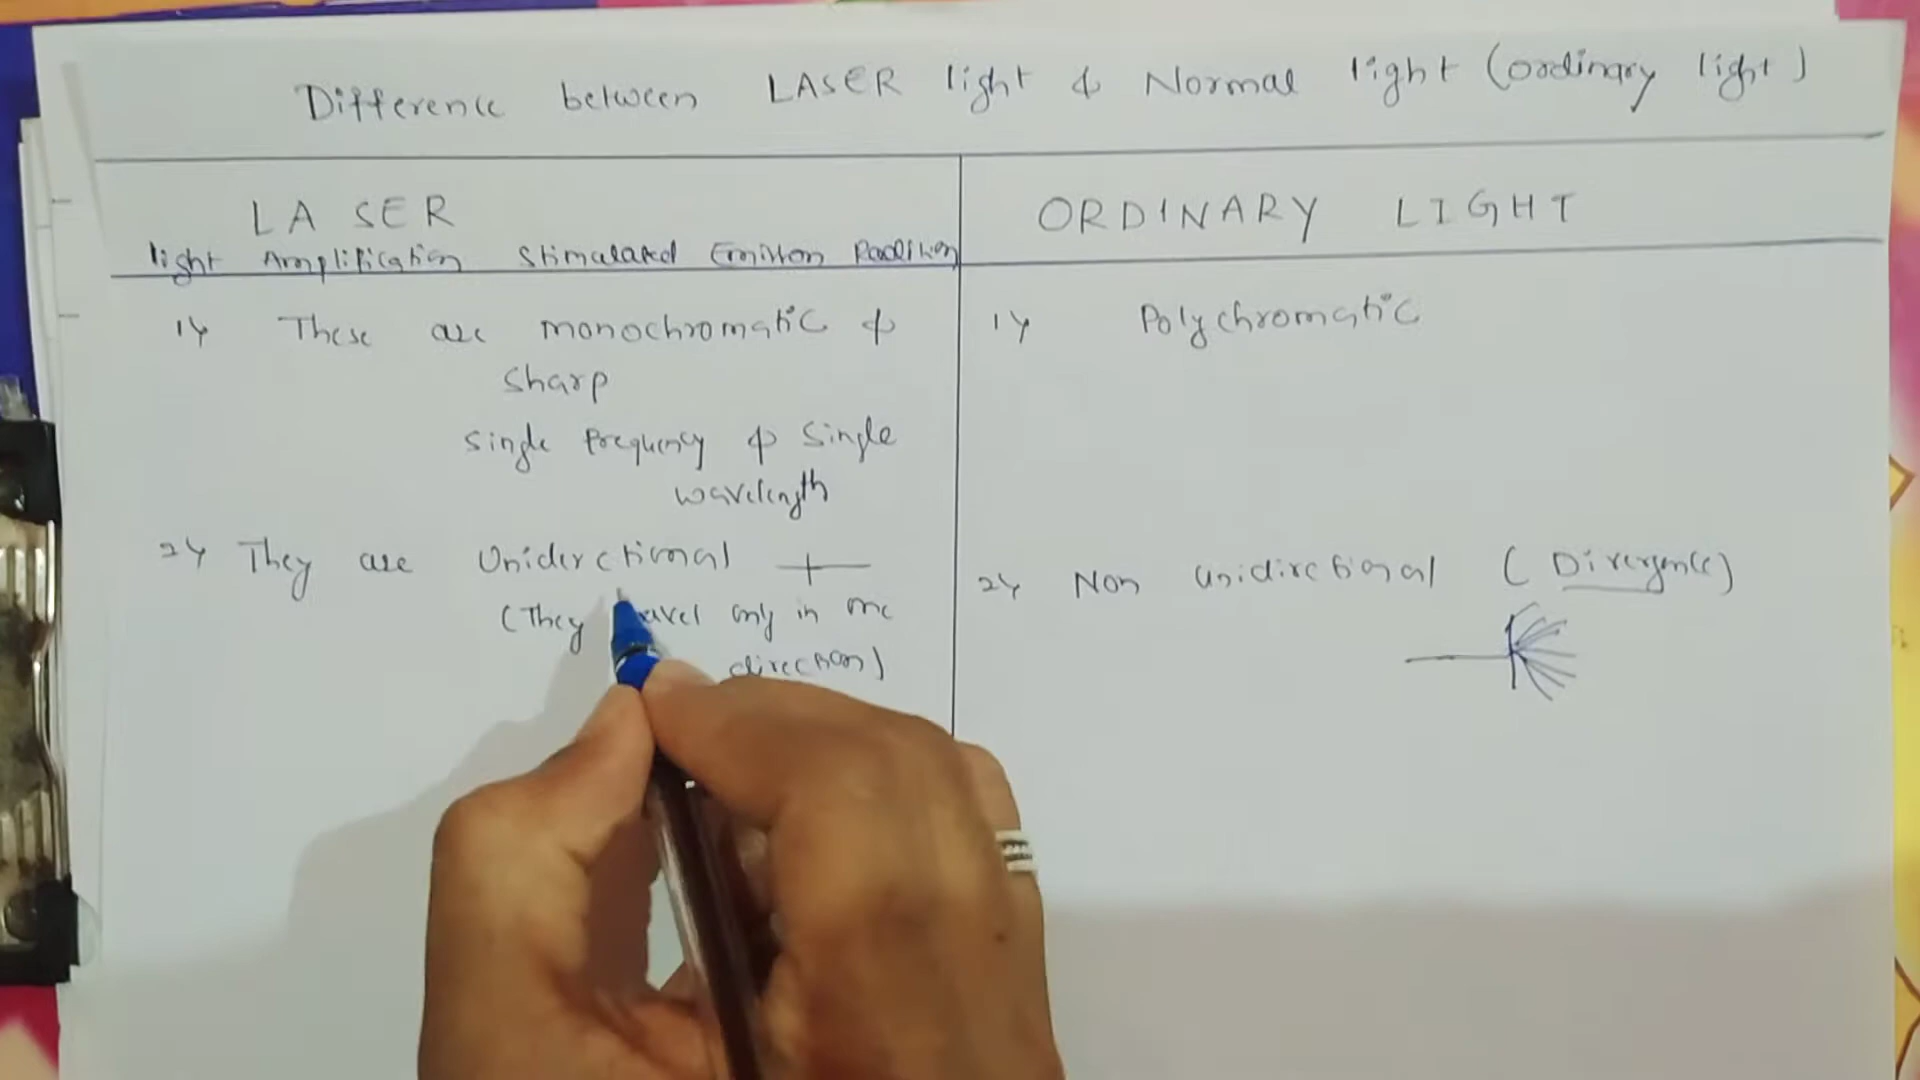 Difference between LASER light & Normal light (ordinary light)
LASER
light Amplification Stimulated Emission Radition
1) These are monochromatic &
sharp
single frequency & single
wavelength
2) They are Unidirectional
(They travel only in one
direction)
ORDINARY LIGHT
1) Polychromatic
2) Non unidirectional (Divergence)